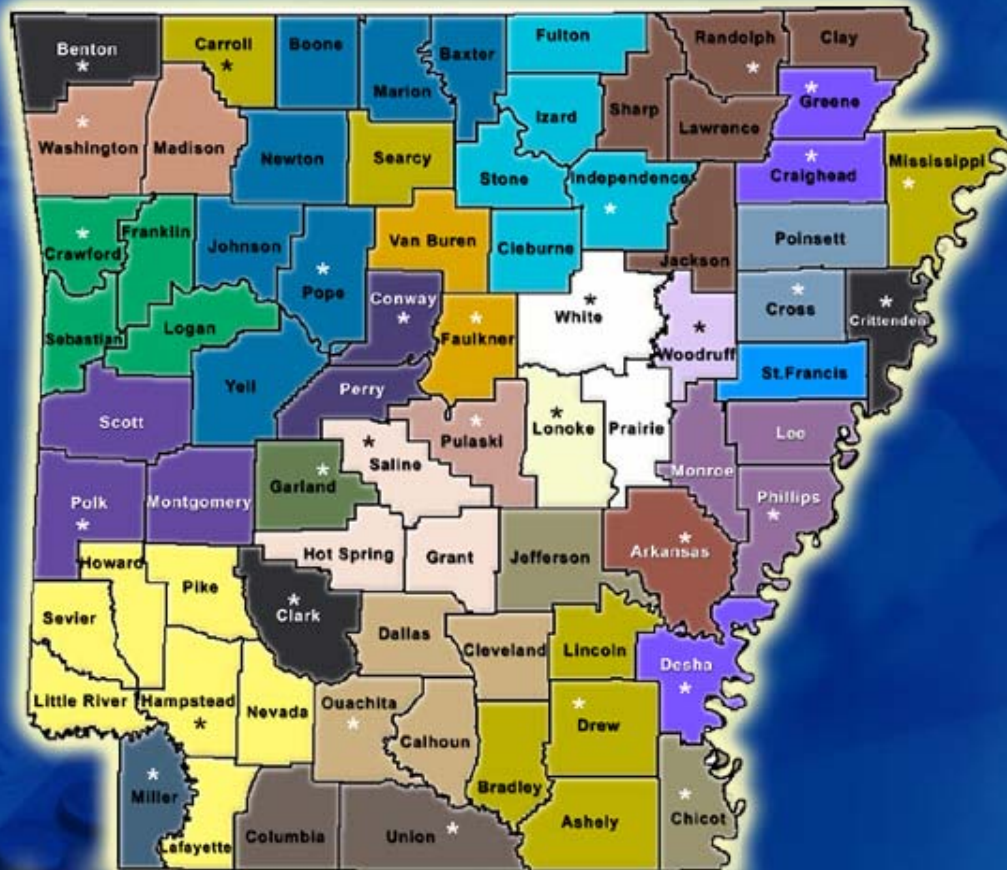 Benton
Carroll
Boone
Marion
Baxter
Fulton
Randolph
Clay
Izard
Sharp
Lawrence
Greene
Washington
Madison
Newton
Searcy
Stone
Independence
Craighead
Mississippi
Crawford
Franklin
Johnson
Pope
Van Buren
Cleburne
Jackson
Poinsett
Conway
Faulkner
White
Woodruff
Cross
Crittenden
Sebastian
Logan
Yell
Perry
St.Francis
Scott
Saline
Pulaski
Lonoke
Prairie
Monroe
Lee
Phillips
Polk
Montgomery
Garland
Hot Spring
Grant
Jefferson
Arkansas
Howard
Pike
Clark
Sevier
Dallas
Cleveland
Lincoln
Desha
Little River
Hampstead
Nevada
Ouachita
Calhoun
Drew
Bradley
Miller
Lafayette
Columbia
Union
Ashely
Chicot